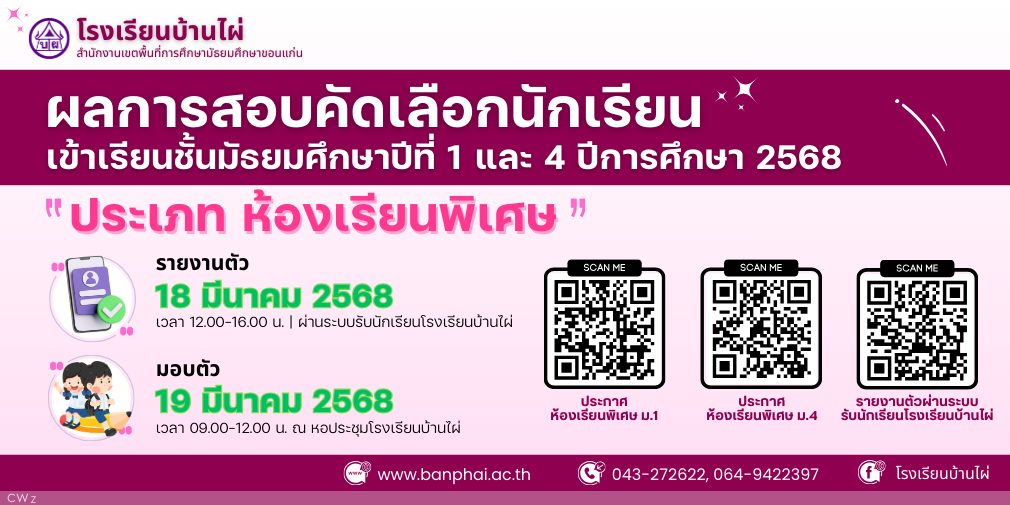 โรงเรียนบ้านไผ่
สำนักงานเขตพื้นที่การศึกษามัธยมศึกษาขอนแก่น
บ ผ
ผลการสอบคัดเลือกนักเรียน
เข้าเรียนชั้นมัธยมศึกษาปีที่ 1 และ 4 ปีการศึกษา 2568
" ประเภท ห้องเรียนพิเศษ "
รายงานตัว
18 มีนาคม 2568
เวลา 12.00-16.00 น. | ผ่านระบบรับนักเรียนโรงเรียนบ้านไผ่
มอบตัว
19 มีนาคม 2568
เวลา 09.00-12.00 น. ณ หอประชุมโรงเรียนบ้านไผ่
SCAN ME
ประกาศ
ห้องเรียนพิเศษ ม.1
SCAN ME
ประกาศ
ห้องเรียนพิเศษ ม.4
SCAN ME
รายงานตัวผ่านระบบ
รับนักเรียนโรงเรียนบ้านไผ่
www.banphai.ac.th
043-272622, 064-9422397
โรงเรียนบ้านไผ่
CWz